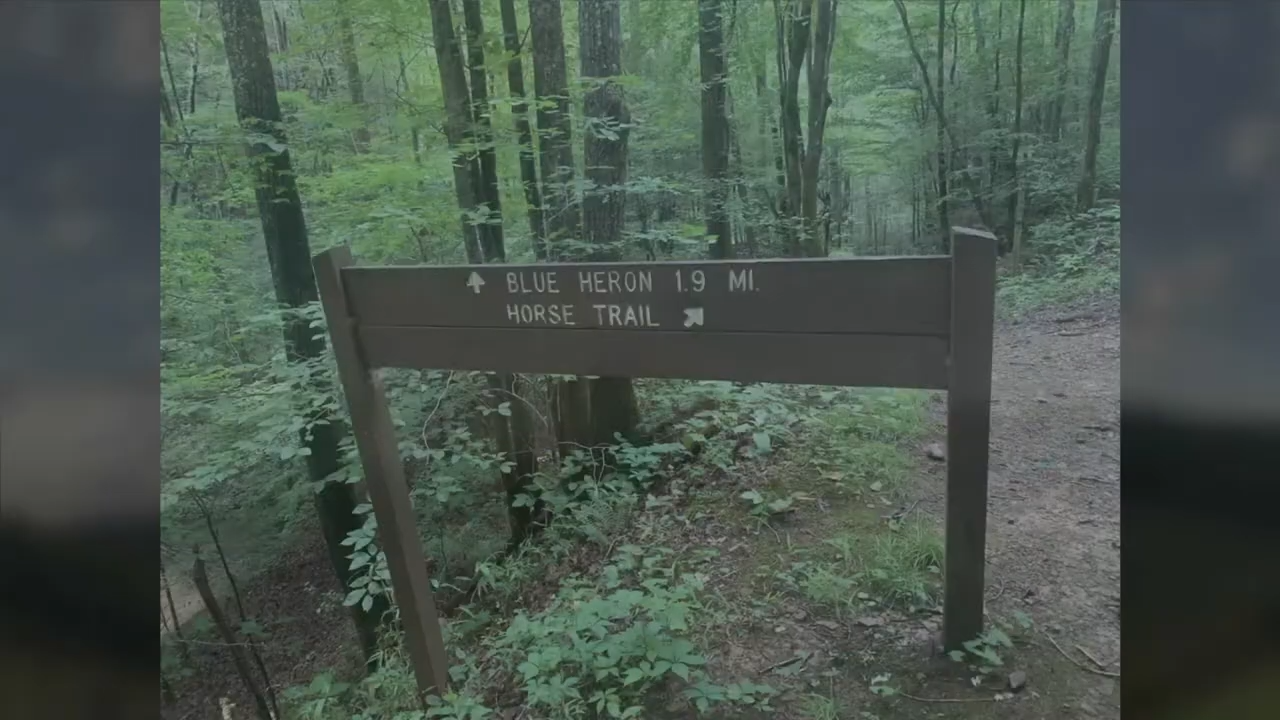 ↑ BLUE HERON 1.9 MI.
HORSE TRAIL ↗